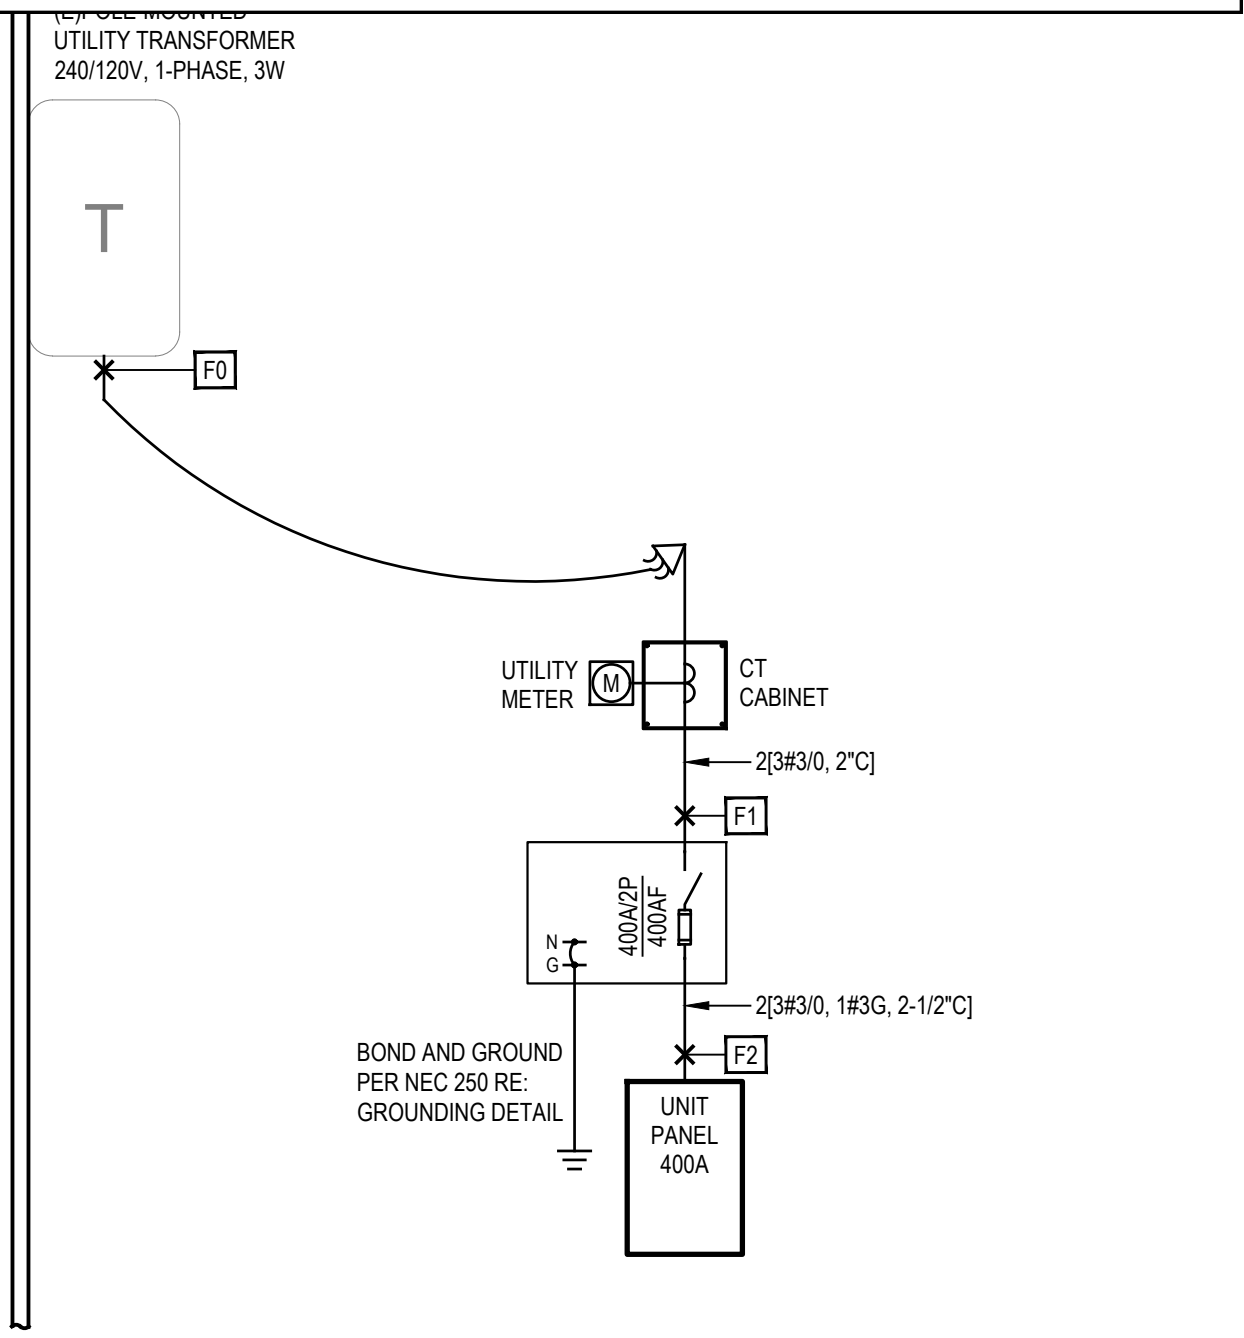 (E)POLE MOUNTED
UTILITY TRANSFORMER
240/120V, 1-PHASE, 3W
T
F0
UTILITY
METER
M
CT
CABINET
2[3#3/0, 2"C]
F1
400A/2P
400AF
N
G
2[3#3/0, 1#3G, 2-1/2"C]
BOND AND GROUND
PER NEC 250 RE:
GROUNDING DETAIL
F2
UNIT
PANEL
400A